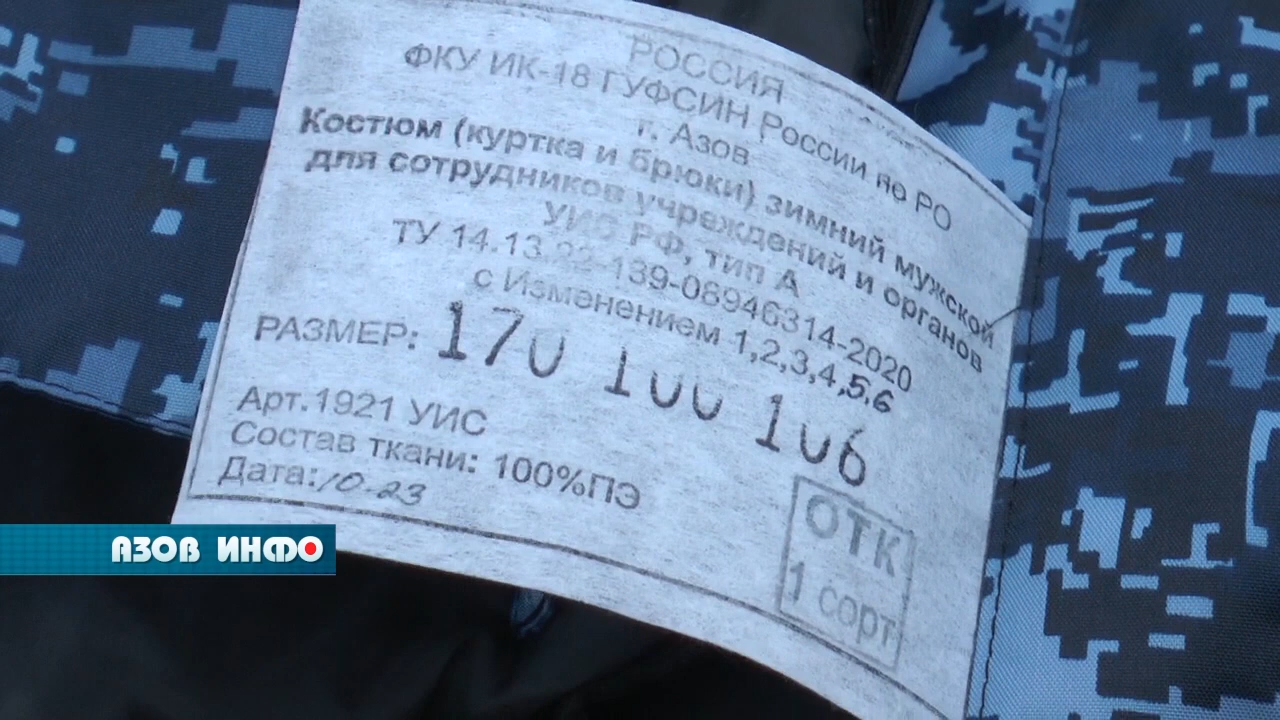 РОССИЯ
ФКУ ИК-18 ГУФСИН России по РО
г. Азов
Костюм (куртка и брюки) зимний мужской
для сотрудников учреждений и органов
УИС РФ, тип А
ТУ 14.13.22-139-08946314-2020
с Изменением 1,2,3,4,5,6
РАЗМЕР: 170 100 106
Арт.1921 УИС
Состав ткани: 100%ПЭ
Дата: 10-23
ОТК
1 сорт
АЗОВ ИНФО